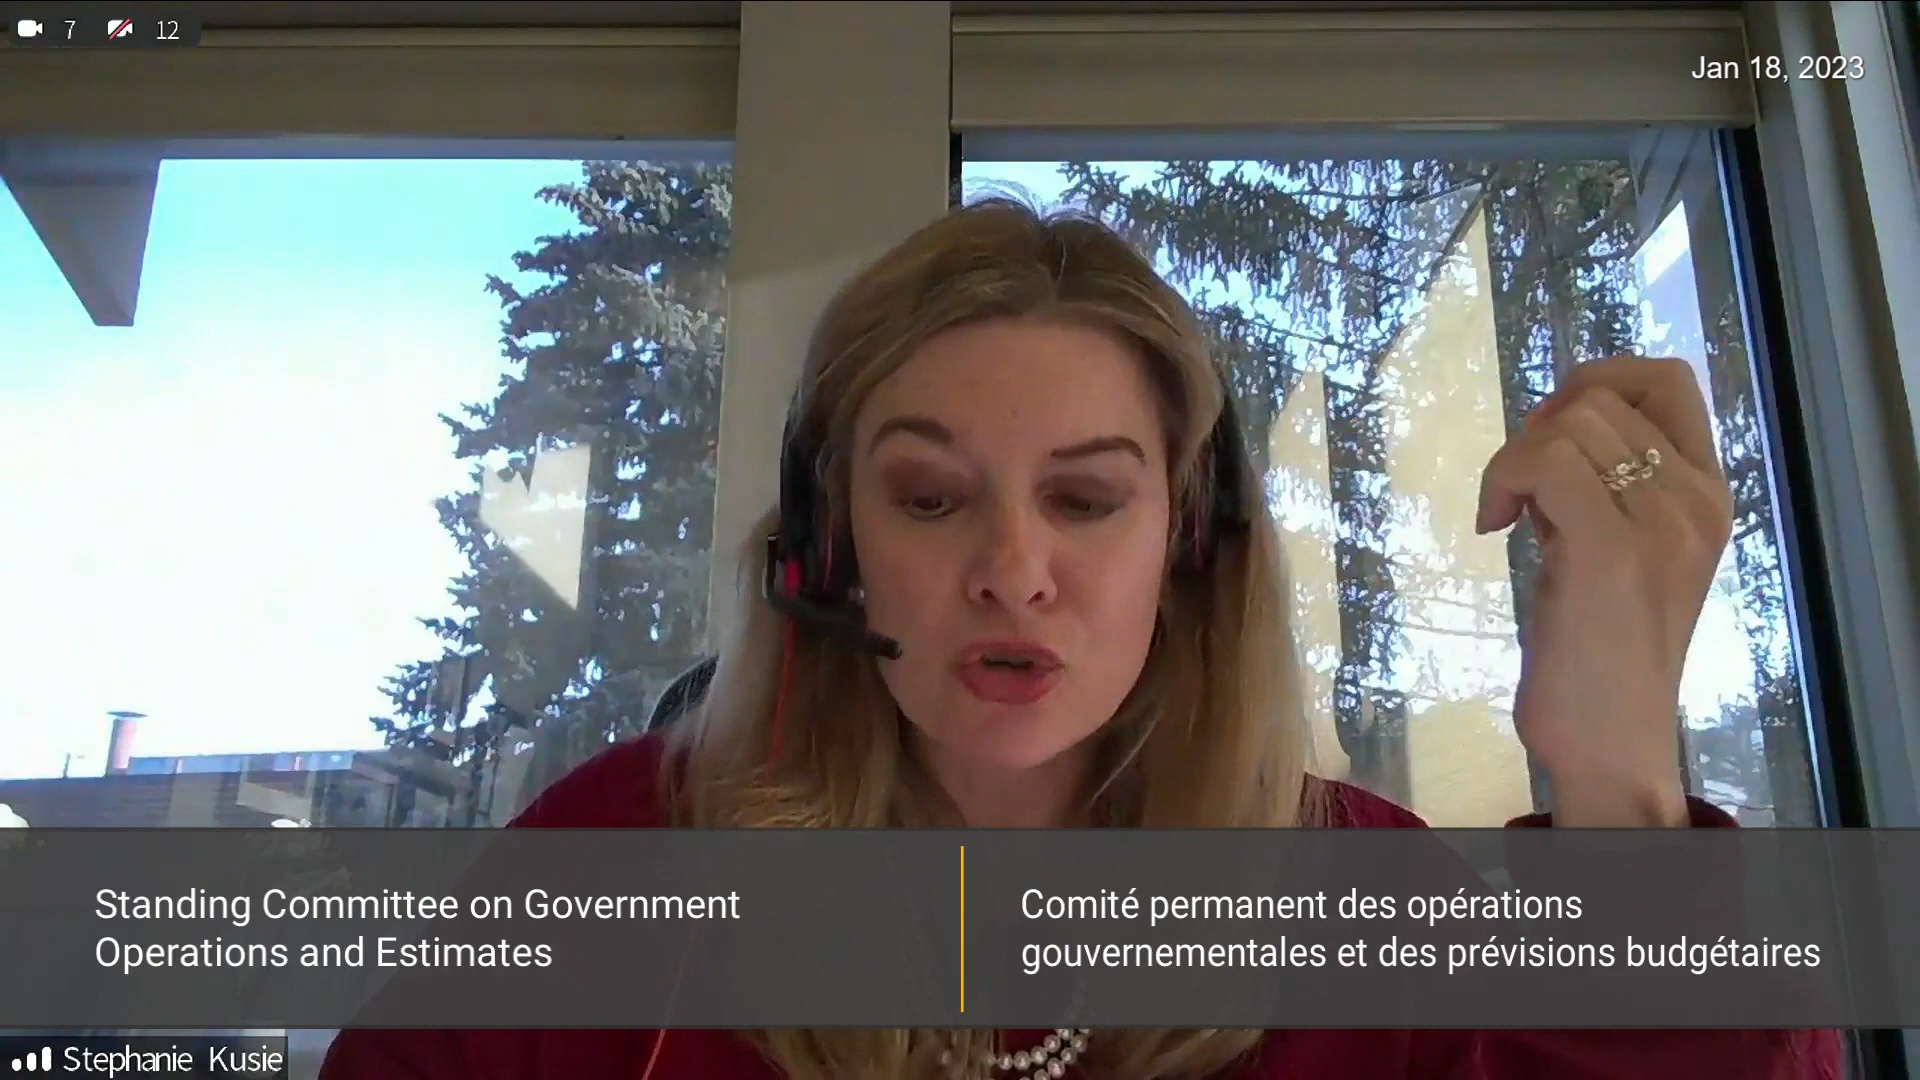 7 12
Jan 18, 2023
Standing Committee on Government
Operations and Estimates
Comité permanent des opérations
gouvernementales et des prévisions budgétaires
Stephanie Kusie